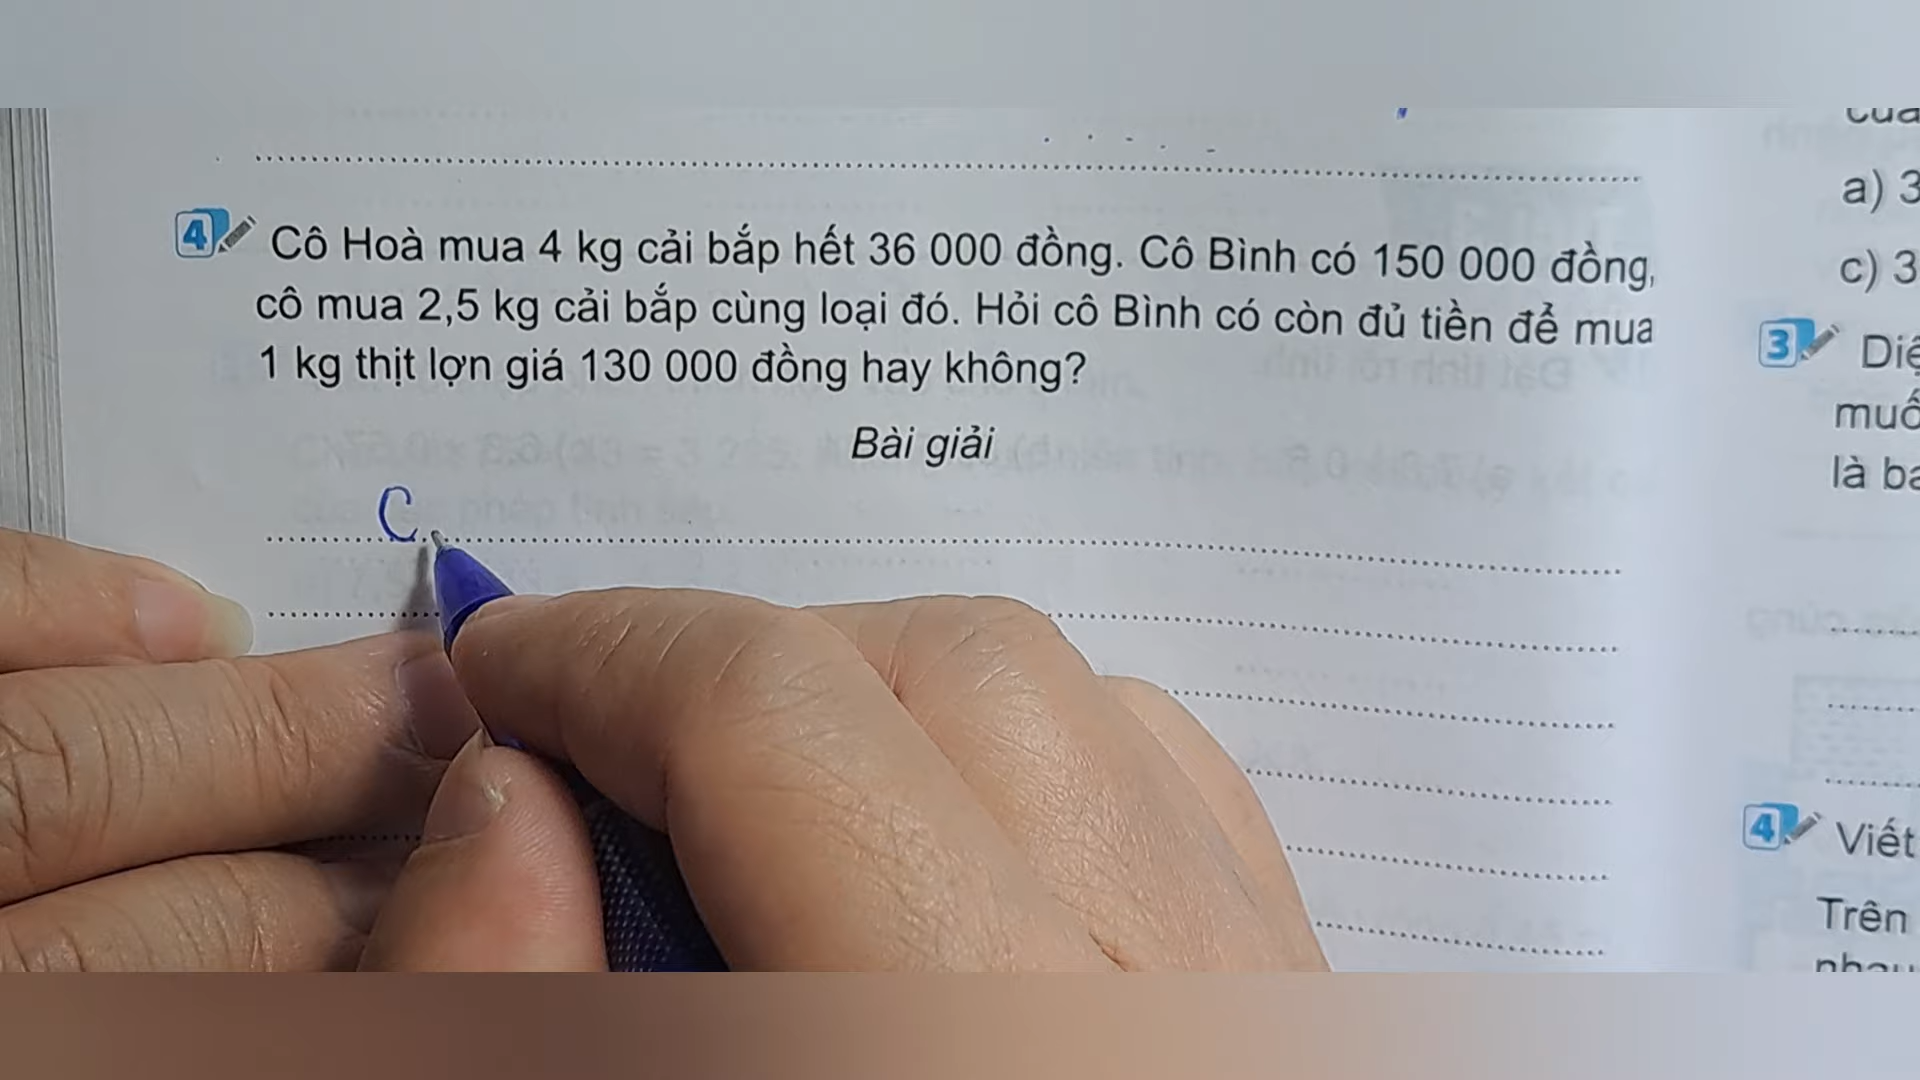 4 Cô Hoà mua 4 kg cải bắp hết 36 000 đồng. Cô Bình có 150 000 đồng,
cô mua 2,5 kg cải bắp cùng loại đó. Hỏi cô Bình có còn đủ tiền để mua
1 kg thịt lợn giá 130 000 đồng hay không?
Bài giải
C
a) 3
c) 3
3
muố
là
4 Viết
Trên